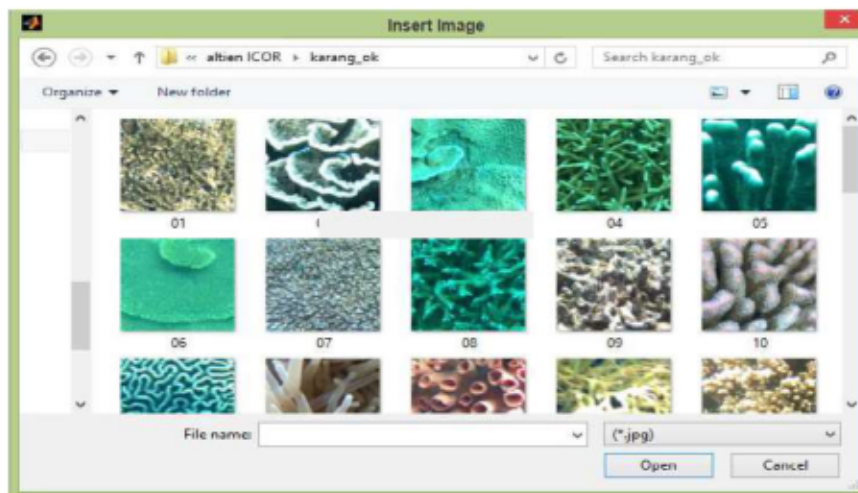 Insert Image
« altien ICOR ▸ karang_ok
Search karang_ok
Organize
New folder
01
04
05
06
07
08
09
10
File name:
(*.jpg)
Open
Cancel